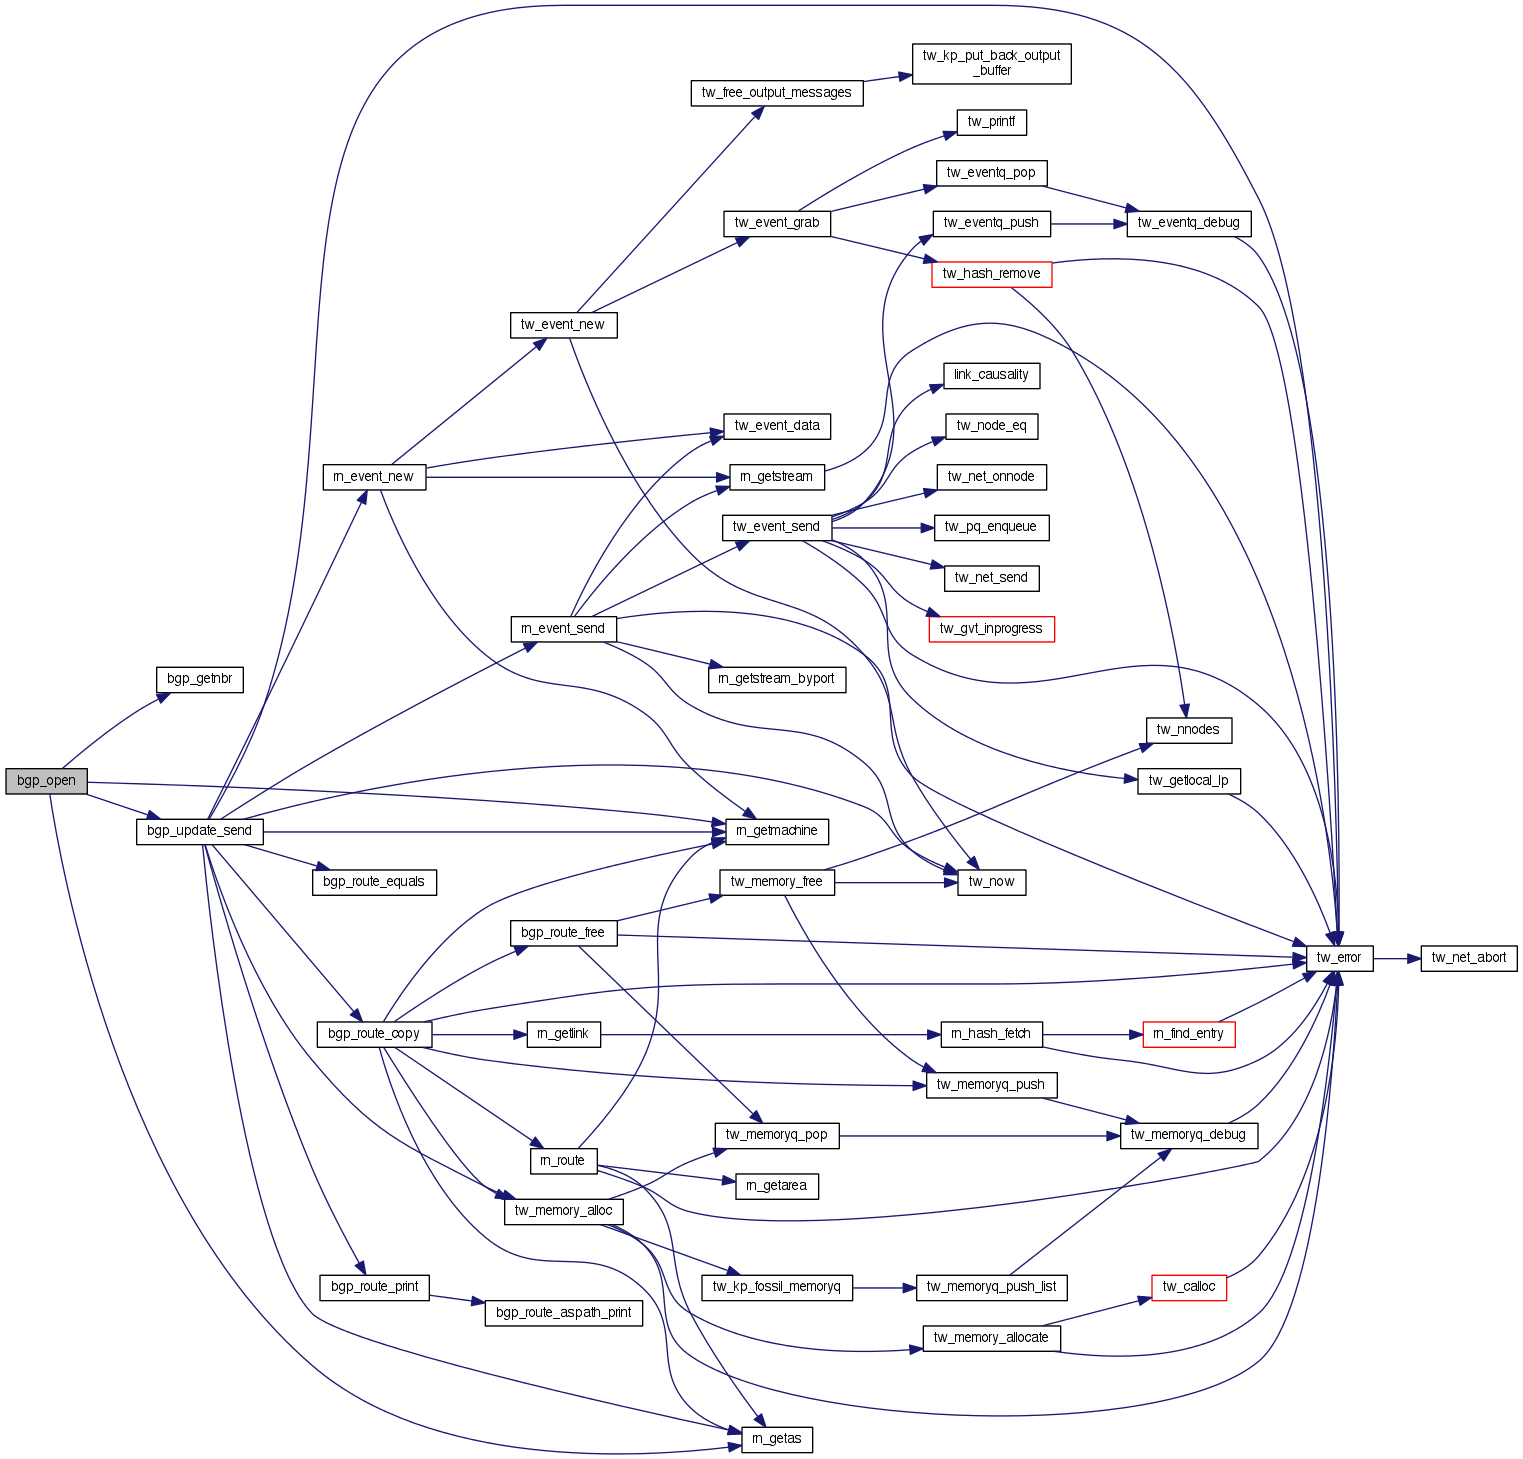 tw_kp_put_back_output
_buffer
tw_free_output_messages
tw_printf
tw_eventq_pop
tw_event_grab
tw_eventq_push
tw_eventq_debug
tw_hash_remove
tw_event_new
link_causality
tw_event_data
tw_node_eq
rn_event_new
rn_getstream
tw_net_onnode
tw_event_send
tw_pq_enqueue
tw_net_send
rn_event_send
tw_gvt_inprogress
bgp_getnbr
rn_getstream_byport
tw_nnodes
bgp_open
tw_getlocal_lp
bgp_update_send
rn_getmachine
bgp_route_equals
tw_memory_free
tw_now
bgp_route_free
tw_error
tw_net_abort
bgp_route_copy
rn_getlink
rn_hash_fetch
rn_find_entry
tw_memoryq_push
tw_memoryq_pop
tw_memoryq_debug
rn_route
rn_getarea
tw_memory_alloc
bgp_route_print
tw_kp_fossil_memoryq
tw_memoryq_push_list
tw_calloc
bgp_route_aspath_print
tw_memory_allocate
rn_getas